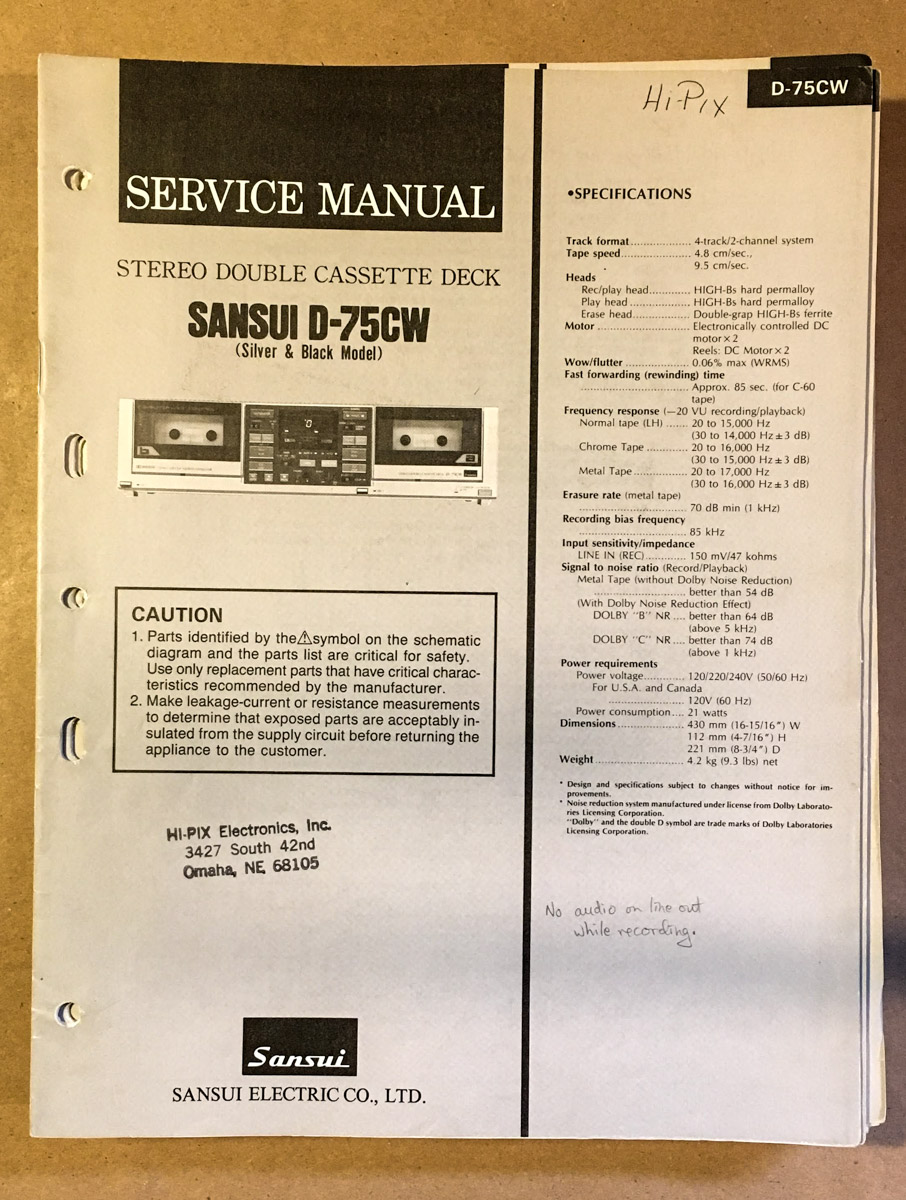 Hi-Pix
D-75CW
SERVICE MANUAL
STEREO DOUBLE CASSETTE DECK
SANSUI D-75CW
(Silver & Black Model)
CAUTION
1. Parts identified by the ⚠ symbol on the schematic
diagram and the parts list are critical for safety.
Use only replacement parts that have critical charac-
teristics recommended by the manufacturer.
2. Make leakage-current or resistance measurements
to determine that exposed parts are acceptably in-
sulated from the supply circuit before returning the
appliance to the customer.
HI-PIX Electronics, Inc.
3427 South 42nd
Omaha, NE 68105
Sansui
SANSUI ELECTRIC CO., LTD.
•SPECIFICATIONS
Track format.................. 4-track/2-channel system
Tape speed..................... 4.8 cm/sec.,
9.5 cm/sec.
Heads
Rec/play head............ HIGH-Bs hard permalloy
Play head ................... HIGH-Bs hard permalloy
Erase head.................. Double-grap HIGH-Bs ferrite
Motor ............................ Electronically controlled DC
motor×2
Reels: DC Motor×2
Wow/flutter .................... 0.06% max (WRMS)
Fast forwarding (rewinding) time
................................ Approx. 85 sec. (for C-60
tape)
Frequency response (—20 VU recording/playback)
Normal tape (LH) ....... 20 to 15,000 Hz
(30 to 14,000 Hz±3 dB)
Chrome Tape ............. 20 to 16,000 Hz
(30 to 15,000 Hz±3 dB)
Metal Tape................. 20 to 17,000 Hz
(30 to 16,000 Hz±3 dB)
Erasure rate (metal tape)
................................ 70 dB min (1 kHz)
Recording bias frequency
................................ 85 kHz
Input sensitivity/impedance
LINE IN (REC)............ 150 mV/47 kohms
Signal to noise ratio (Record/Playback)
Metal Tape (without Dolby Noise Reduction)
........................... better than 54 dB
(With Dolby Noise Reduction Effect)
DOLBY "B" NR .... better than 64 dB
(above 5 kHz)
DOLBY "C" NR .... better than 74 dB
(above 1 kHz)
Power requirements
Power voltage............ 120/220/240V (50/60 Hz)
For U.S.A. and Canada
....................... 120V (60 Hz)
Power consumption.... 21 watts
Dimensions.................... 430 mm (16-15/16") W
112 mm (4-7/16") H
221 mm (8-3/4") D
Weight .......................... 4.2 kg (9.3 lbs) net
* Design and specifications subject to changes without notice for im-
provements.
* Noise reduction system manufactured under license from Dolby Laborato-
ries Licensing Corporation.
"Dolby" and the double D symbol are trade marks of Dolby Laboratories
Licensing Corporation.
No audio on line out
while recording.